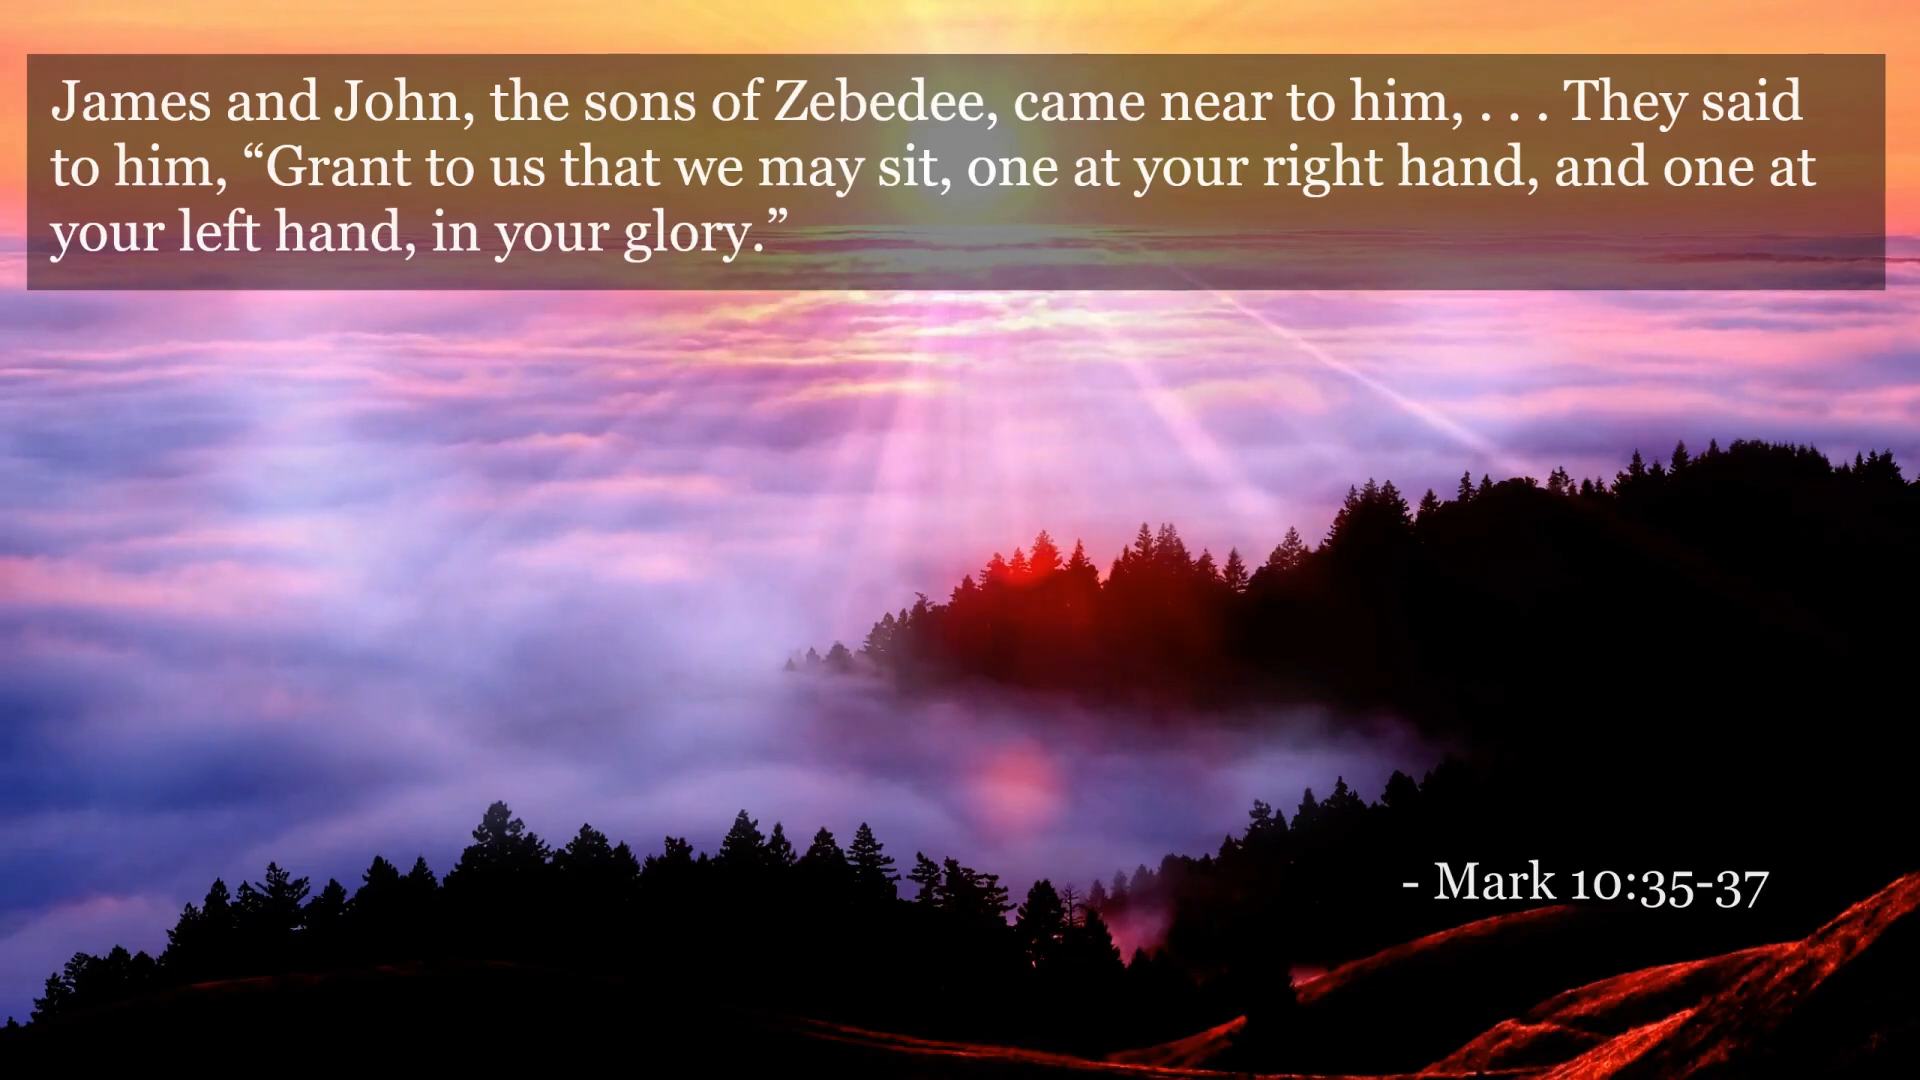 James and John, the sons of Zebedee, came near to him, . . . They said
to him, “Grant to us that we may sit, one at your right hand, and one at
your left hand, in your glory.”
- Mark 10:35-37